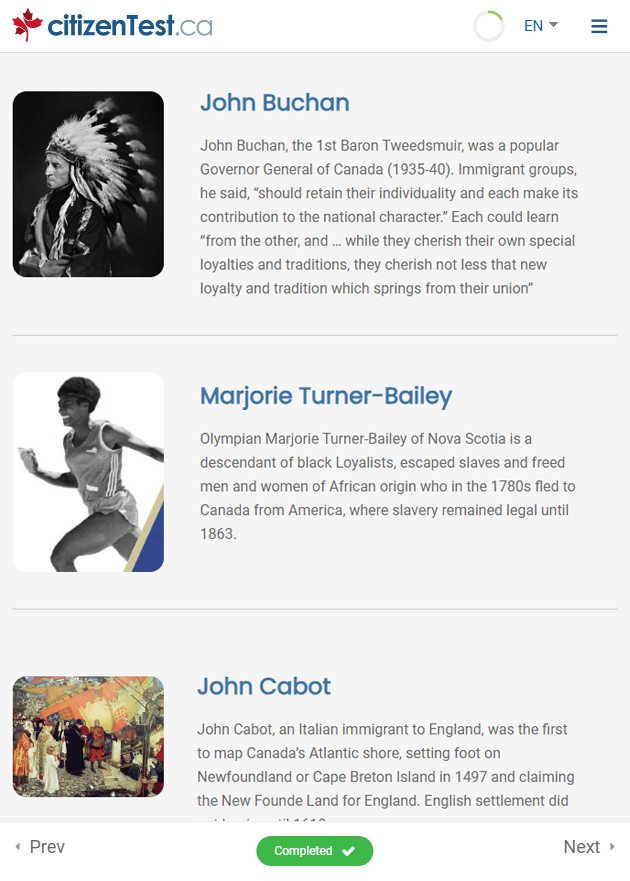 citizenTest.ca
EN
John Buchan
John Buchan, the 1st Baron Tweedsmuir, was a popular
Governor General of Canada (1935-40). Immigrant groups,
he said, “should retain their individuality and each make its
contribution to the national character.” Each could learn
“from the other, and … while they cherish their own special
loyalties and traditions, they cherish not less that new
loyalty and tradition which springs from their union”
Marjorie Turner-Bailey
Olympian Marjorie Turner-Bailey of Nova Scotia is a
descendant of black Loyalists, escaped slaves and freed
men and women of African origin who in the 1780s fled to
Canada from America, where slavery remained legal until
1863.
John Cabot
John Cabot, an Italian immigrant to England, was the first
to map Canada’s Atlantic shore, setting foot on
Newfoundland or Cape Breton Island in 1497 and claiming
the New Founde Land for England. English settlement did
Prev
Completed
Next